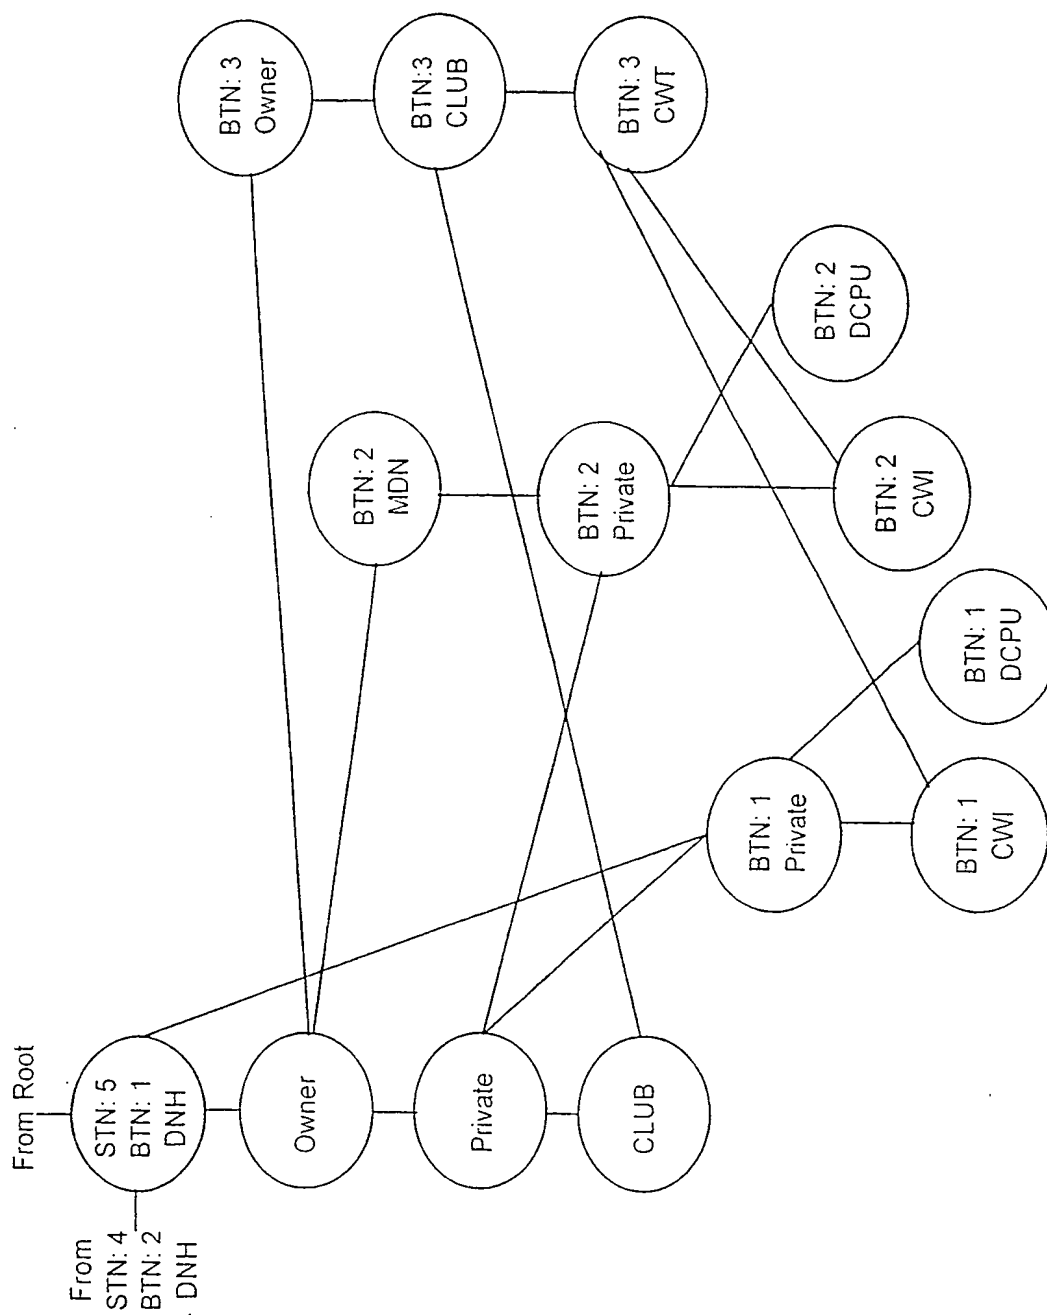 From Root
From
STN: 4
BTN: 2
DNH
STN: 5
BTN: 1
DNH
Owner
Private
CLUB
BTN: 3
Owner
BTN:3
CLUB
BTN: 3
CWT
BTN: 2
MDN
BTN: 2
Private
BTN: 2
DCPU
BTN: 2
CWI
BTN: 1
Private
BTN: 1
DCPU
BTN: 1
CWI